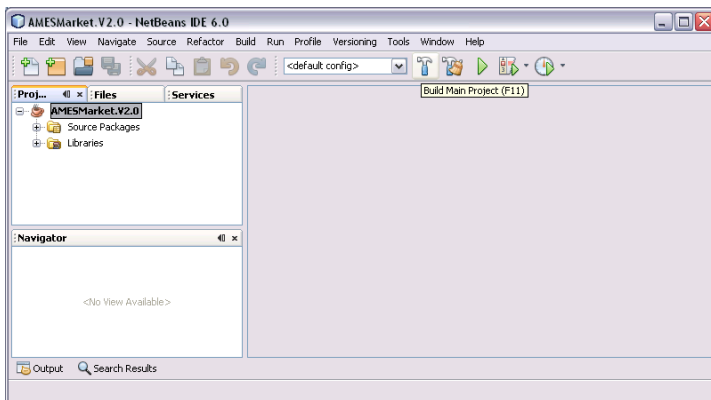 AMESMarket.V2.0 - NetBeans IDE 6.0
File Edit View Navigate Source Refactor Build Run Profile Versioning Tools Window Help
<default config>
Build Main Project (F11)
Proj... Files Services
AMESMarket.V2.0
Source Packages
Libraries
Navigator
<No View Available>
Output Search Results